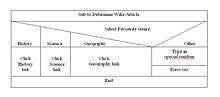 Sub to Determine Wiki-Article
Select Favourite Genre
History Science Geography Other
Click History link
Click Science link
Click Geography link
Type in special:random
Press Go
End